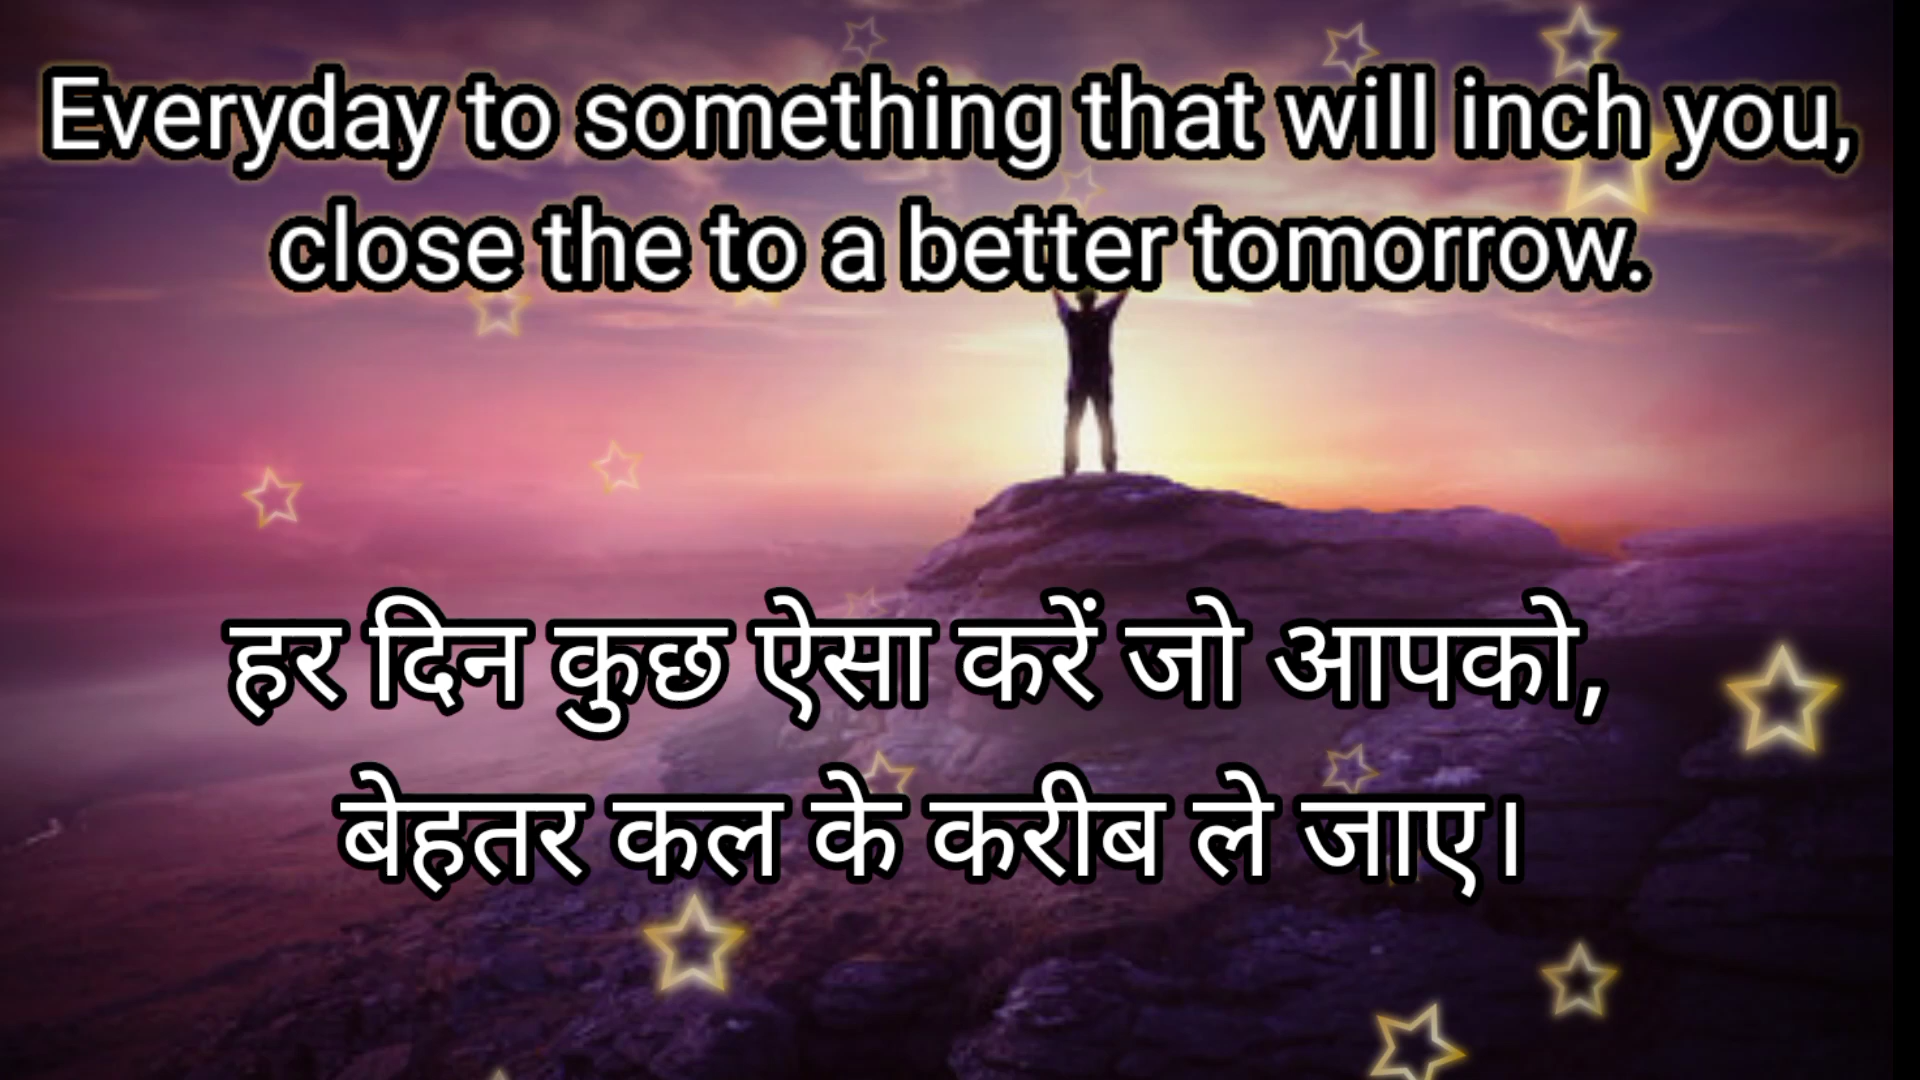 Everyday to something that will inch you,
close the to a better tomorrow.
हर दिन कुछ ऐसा करें जो आपको,
बेहतर कल के करीब ले जाए।